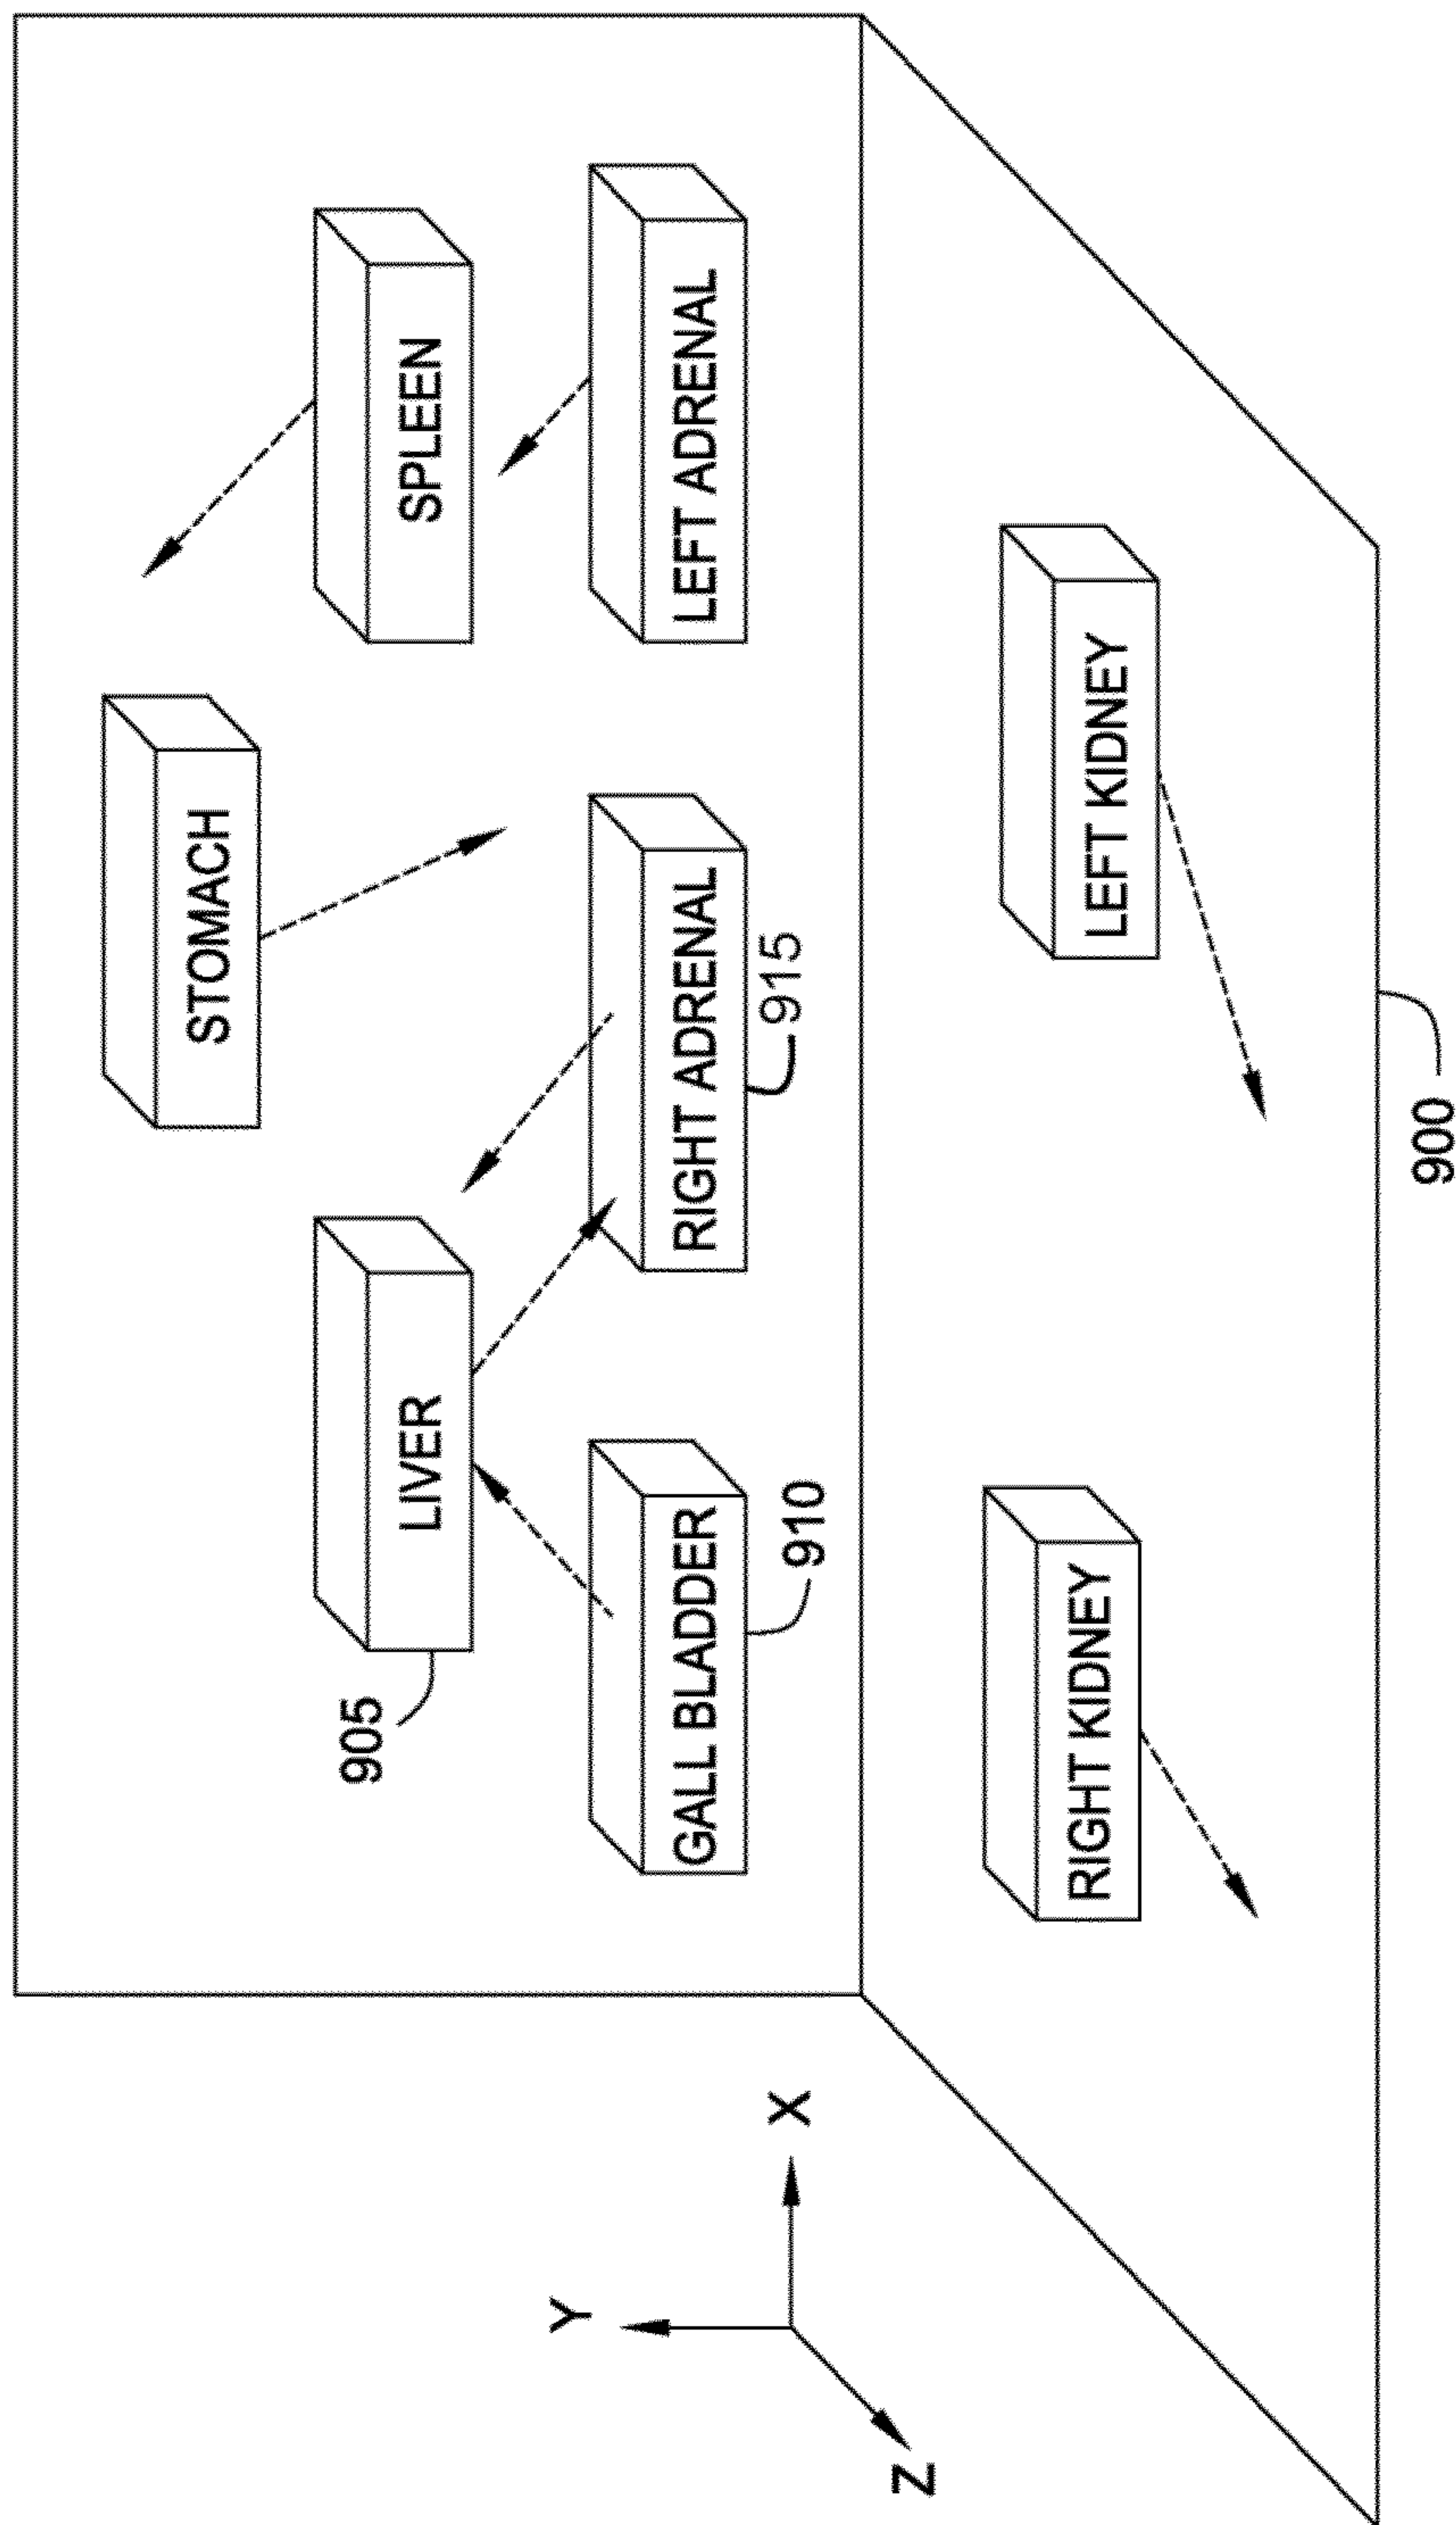 STOMACH
905
LIVER
SPLEEN
Y
GALL BLADDER
RIGHT ADRENAL
LEFT ADRENAL
X
910
915
Z
RIGHT KIDNEY
LEFT KIDNEY
900